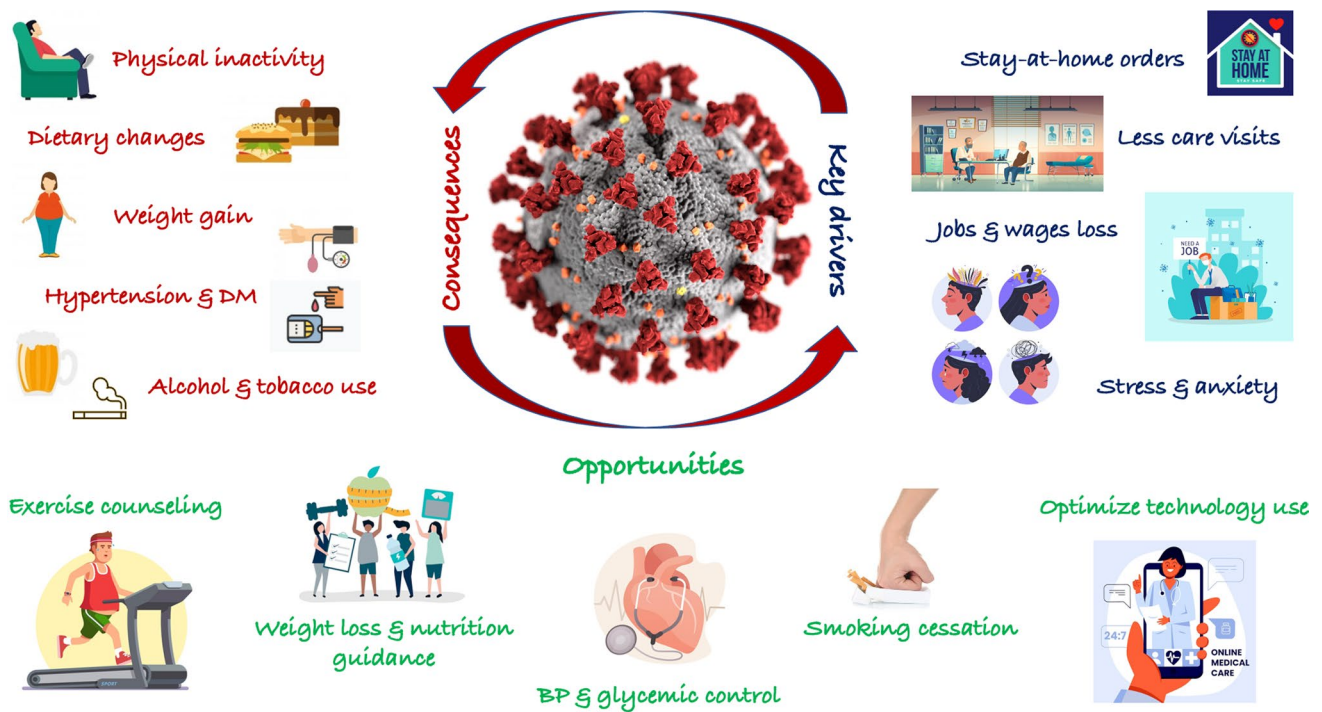 Physical inactivity
Dietary changes
Weight gain
Hypertension & DM
Alcohol & tobacco use
Consequences
Key drivers
Stay-at-home orders
STAY AT
HOME
STAY SAFE
Less care visits
Jobs & wages loss
NEED A
JOB
Stress & anxiety
Opportunities
Exercise counseling
SPORT
Weight loss & nutrition
guidance
BP & glycemic control
Smoking cessation
Optimize technology use
24:7
ONLINE
MEDICAL
CARE